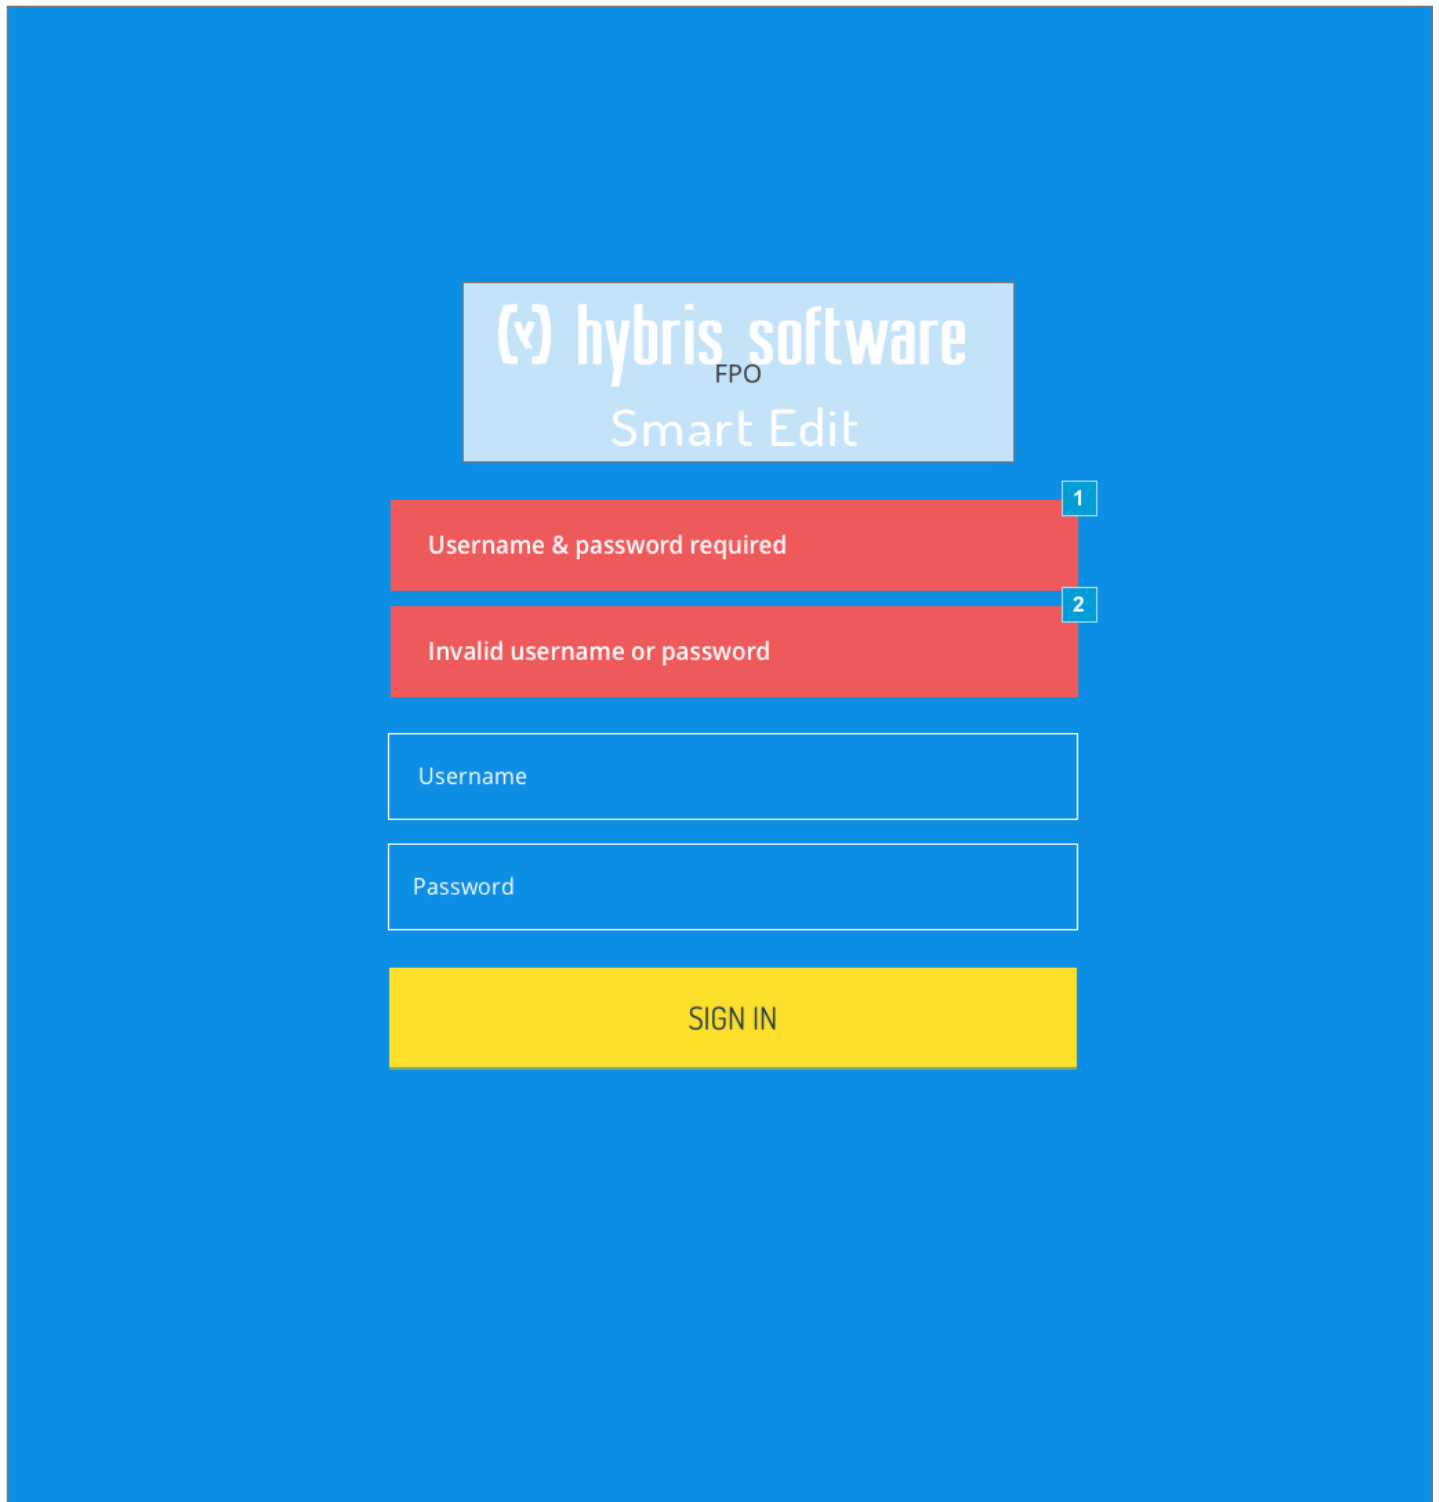 (y) hybris software
FPO
Smart Edit
1
Username & password required
2
Invalid username or password
Username
Password
SIGN IN